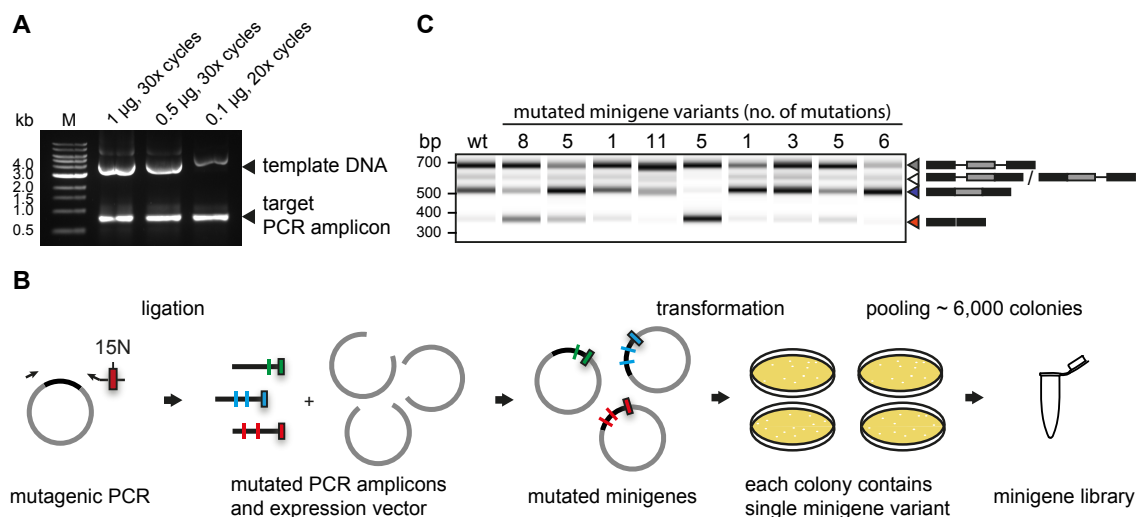 A
1 µg, 30x cycles
0.5 µg, 30x cycles
0.1 µg, 20x cycles
kb
M
4.0
3.0
2.0
1.5
1.0
0.5
template DNA
target
PCR amplicon
C
mutated minigene variants (no. of mutations)
bp
wt 8 5 1 11 5 1 3 5 6
700
500
400
300
/
B
ligation
transformation
pooling ~ 6,000 colonies
15N
+
mutagenic PCR
mutated PCR amplicons
and expression vector
mutated minigenes
each colony contains
single minigene variant
minigene library